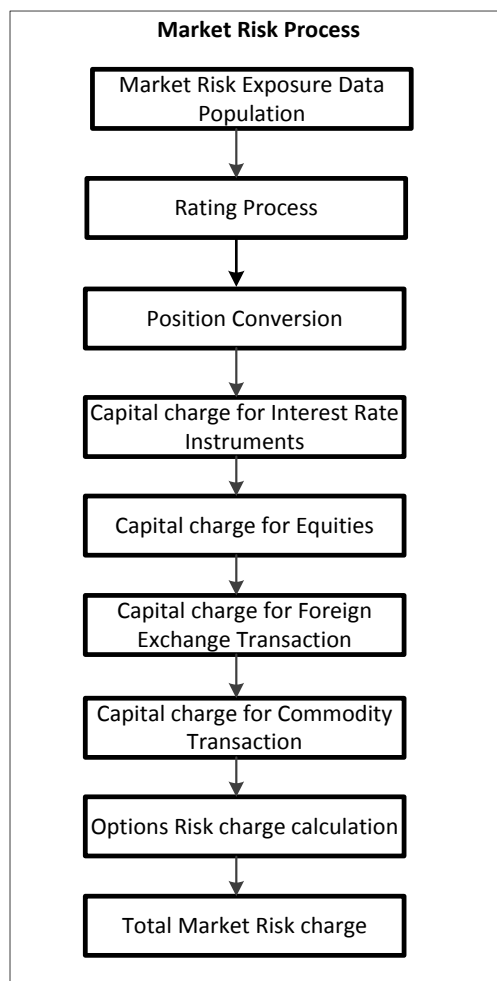 Market Risk Process
Market Risk Exposure Data
Population
Rating Process
Position Conversion
Capital charge for Interest Rate
Instruments
Capital charge for Equities
Capital charge for Foreign
Exchange Transaction
Capital charge for Commodity
Transaction
Options Risk charge calculation
Total Market Risk charge